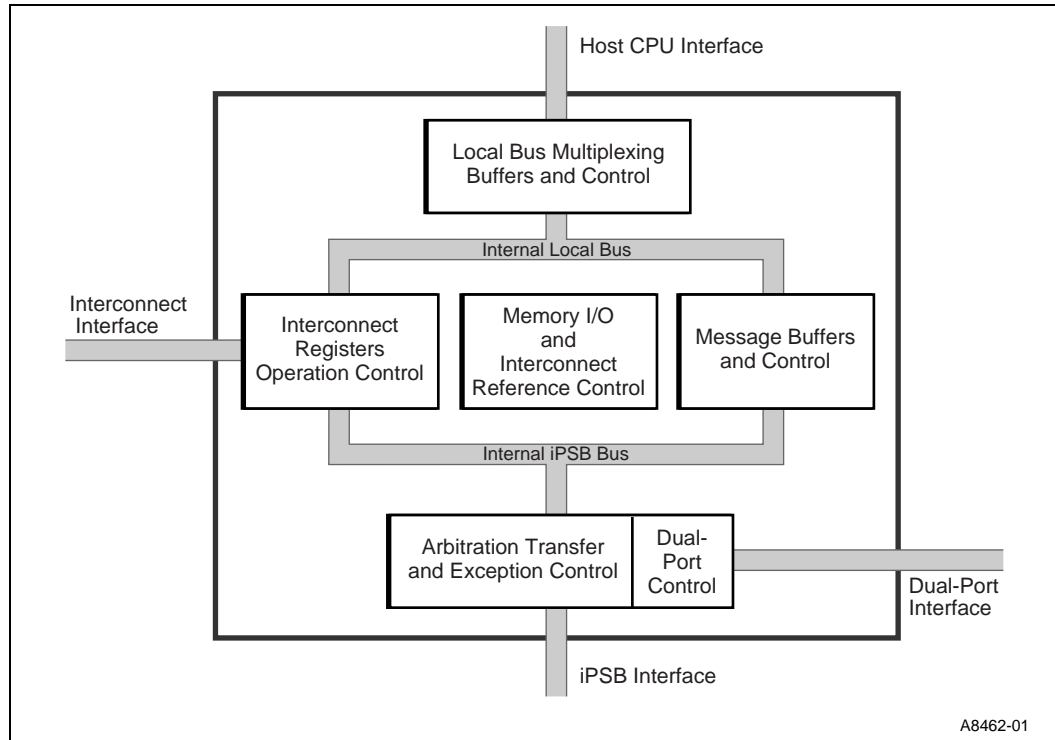 Host CPU Interface
Local Bus Multiplexing
Buffers and Control
Internal Local Bus
Interconnect
Interface
Interconnect
Registers
Operation Control
Memory I/O
and
Interconnect
Reference Control
Message Buffers
and Control
Internal iPSB Bus
Arbitration Transfer
and Exception Control
Dual-
Port
Control
Dual-Port
Interface
iPSB Interface
A8462-01